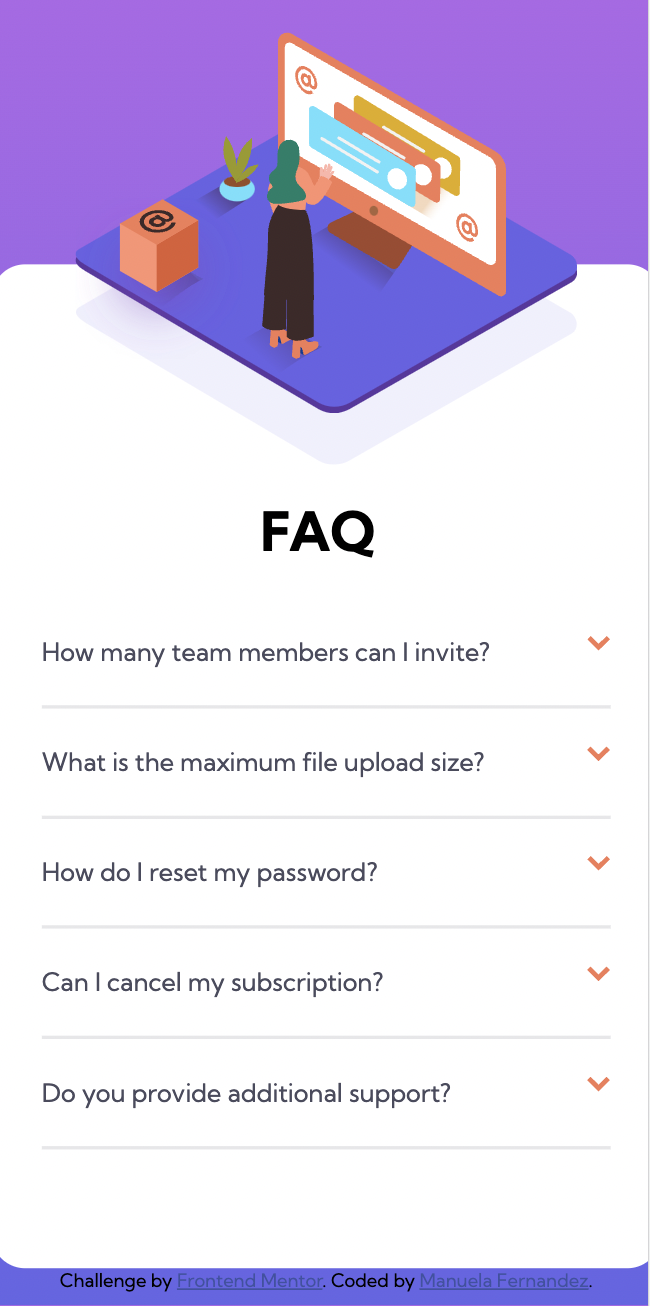 @
@
@
FAQ
How many team members can I invite?
What is the maximum file upload size?
How do I reset my password?
Can I cancel my subscription?
Do you provide additional support?
Challenge by Frontend Mentor. Coded by Manuela Fernandez.